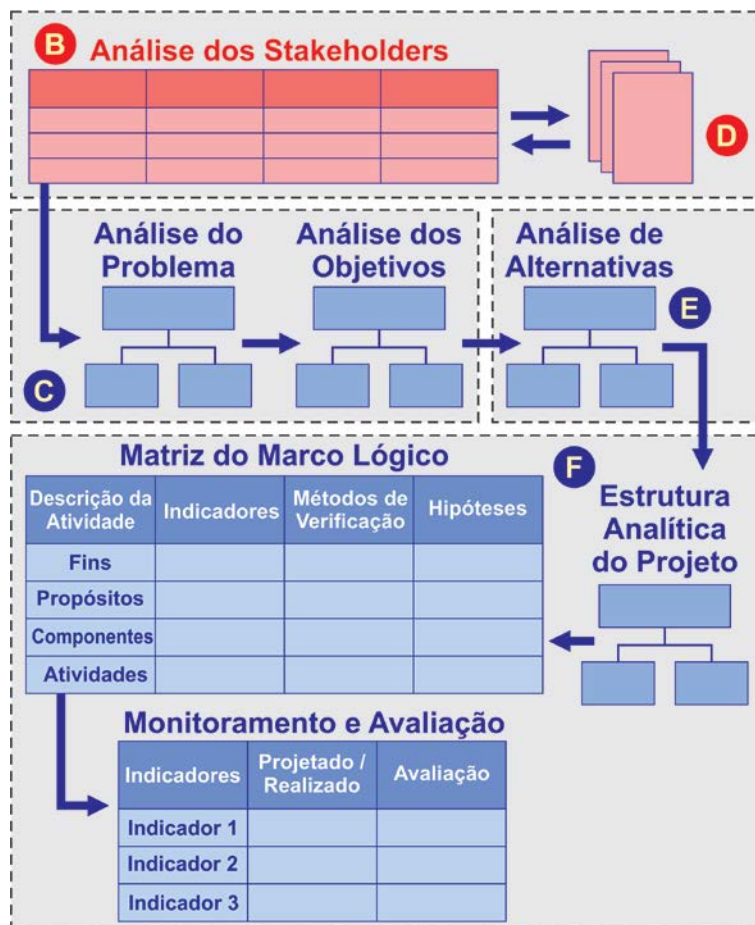 B
Análise dos Stakeholders
D
Análise do
Problema
Análise dos
Objetivos
Análise de
Alternativas
E
C
Matriz do Marco Lógico
F
Descrição da
Atividade
Indicadores
Métodos de
Verificação
Hipóteses
Fins
Propósitos
Componentes
Atividades
Estrutura
Analítica
do Projeto
Monitoramento e Avaliação
Indicadores
Projetado /
Realizado
Avaliação
Indicador 1
Indicador 2
Indicador 3